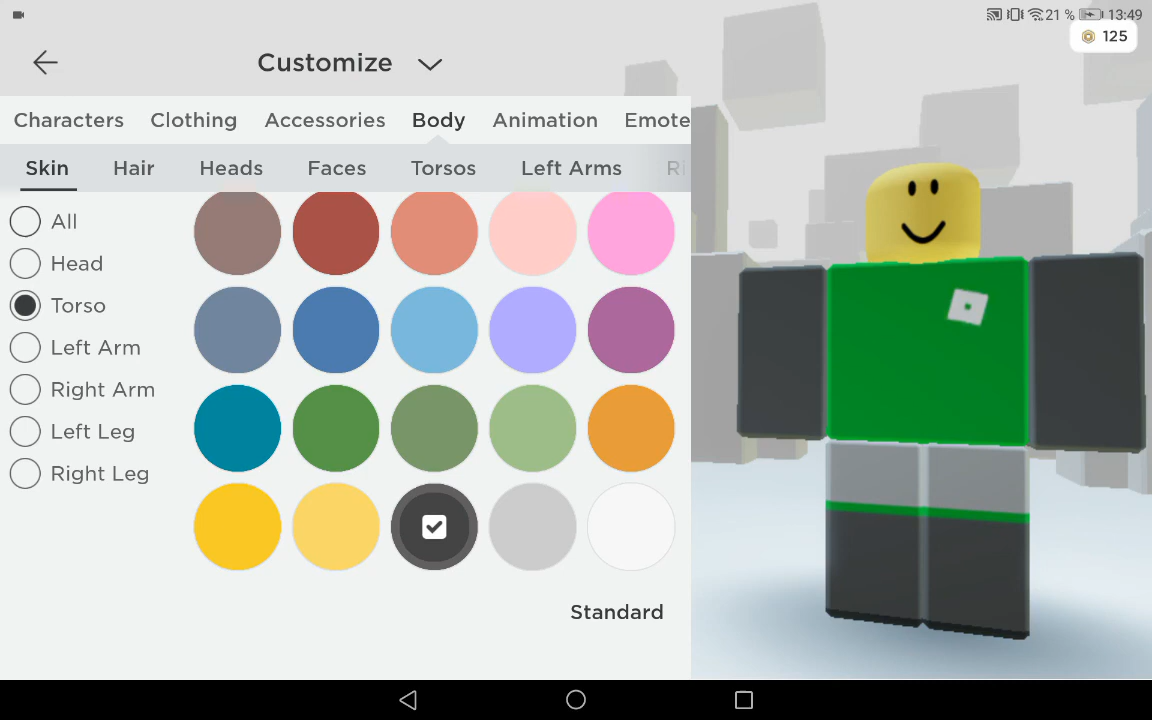 21 % 13:49
125
Customize
Characters Clothing Accessories Body Animation Emote
Skin Hair Heads Faces Torsos Left Arms Ri
All
Head
Torso
Left Arm
Right Arm
Left Leg
Right Leg
Standard